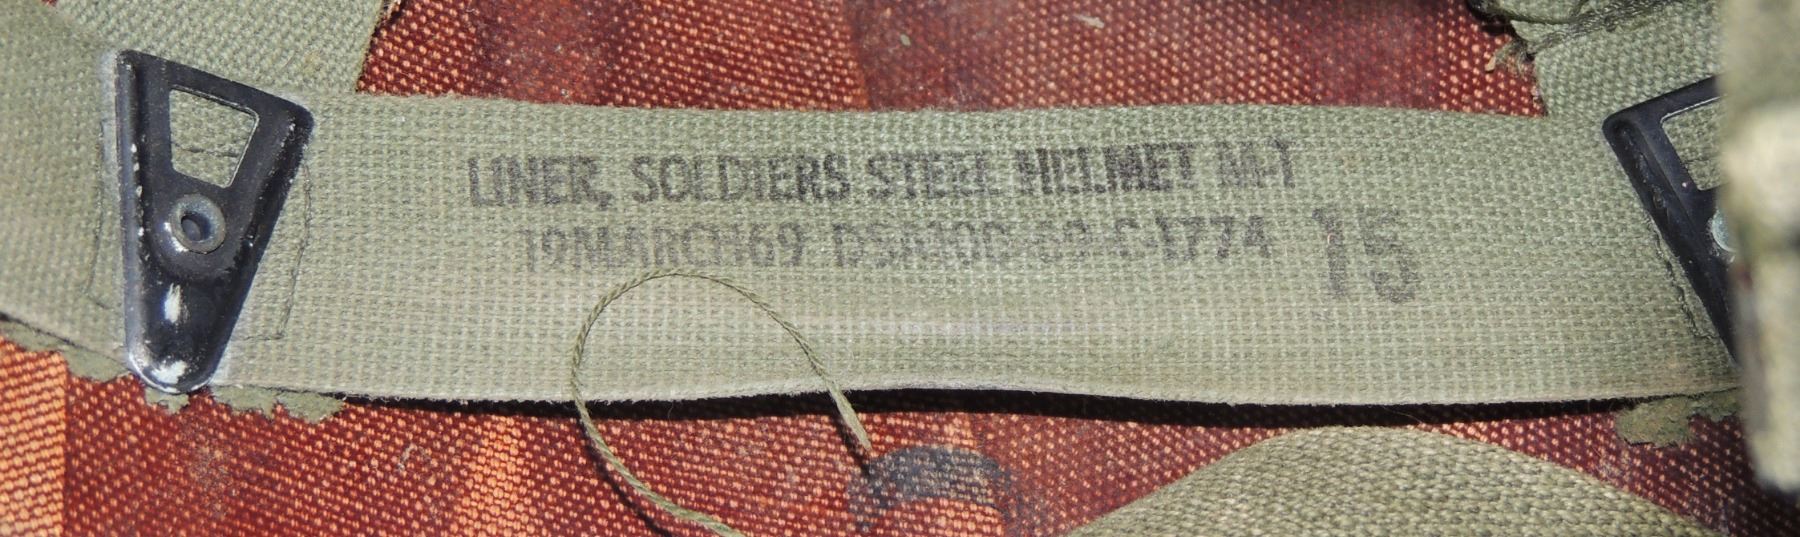 LINER, SOLDIERS STEEL HELMET M-1
19MARCH69 DSA100-69-C-1774 15